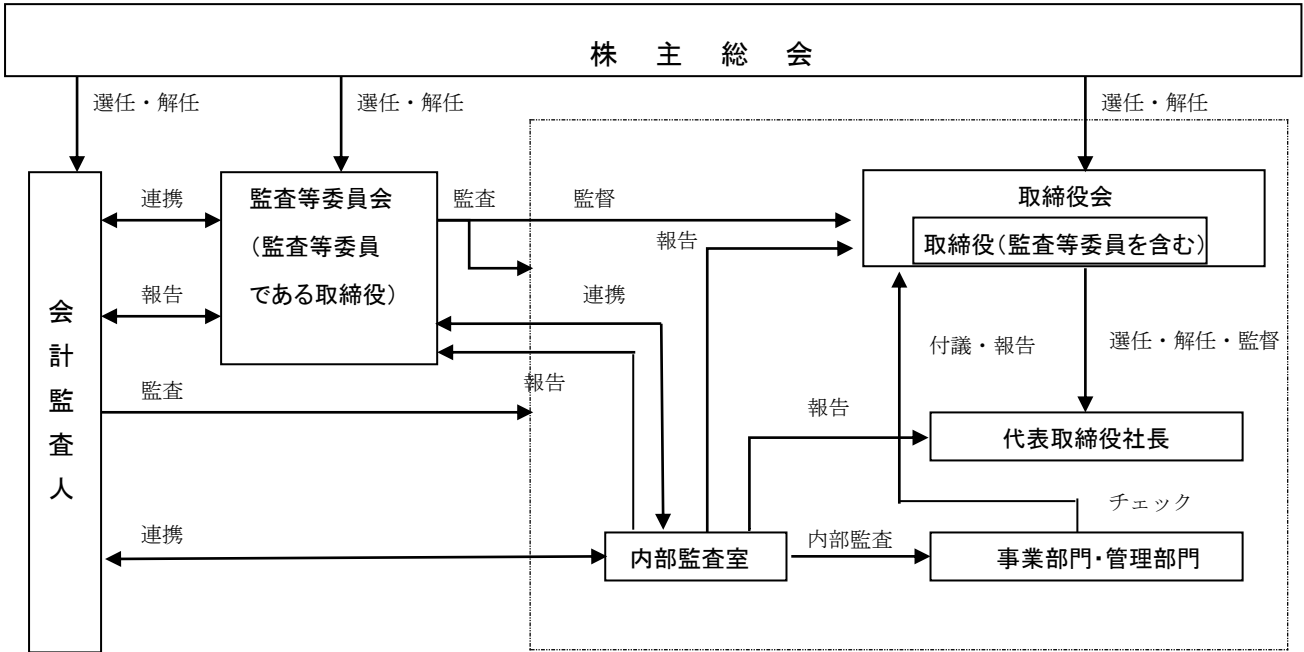 株 主 総 会
選任・解任
選任・解任
選任・解任
会計監査人
連携
報告
監査
連携
監査等委員会
(監査等委員
である取締役)
監査
監督
報告
連携
報告
取締役会
取締役(監査等委員を含む)
付議・報告
選任・解任・監督
報告
代表取締役社長
チェック
内部監査室
内部監査
事業部門・管理部門